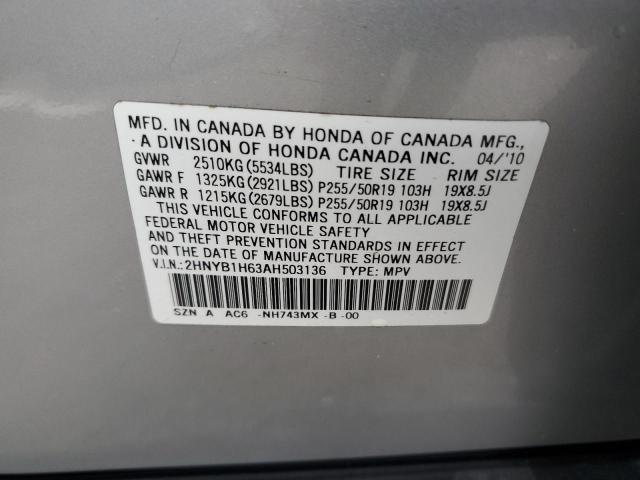 MFD. IN CANADA BY HONDA OF CANADA MFG.,
A DIVISION OF HONDA CANADA INC. 04/'10
GVWR 2510KG(5534LBS) TIRE SIZE RIM SIZE
GAWR F 1325KG(2921LBS) P255/50R19 103H 19X8.5J
GAWR R 1215KG(2679LBS) P255/50R19 103H 19X8.5J
THIS VEHICLE CONFORMS TO ALL APPLICABLE
FEDERAL MOTOR VEHICLE SAFETY
AND THEFT PREVENTION STANDARDS IN EFFECT
ON THE DATE OF MANUFACTURE SHOWN ABOVE.
V.I.N.:2HNYB1H63AH503136 TYPE: MPV
SZN A AC6 -NH743MX -B -00